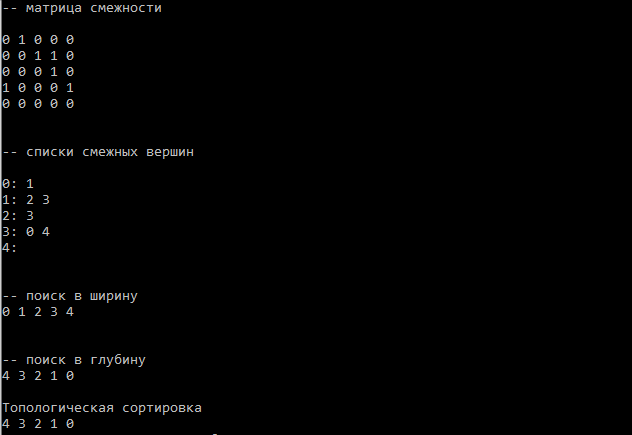 -- матрица смежности
0 1 0 0 0
0 0 1 1 0
0 0 0 1 0
1 0 0 0 1
0 0 0 0 0
-- списки смежных вершин
0: 1
1: 2 3
2: 3
3: 0 4
4:
-- поиск в ширину
0 1 2 3 4
-- поиск в глубину
4 3 2 1 0
Топологическая сортировка
4 3 2 1 0